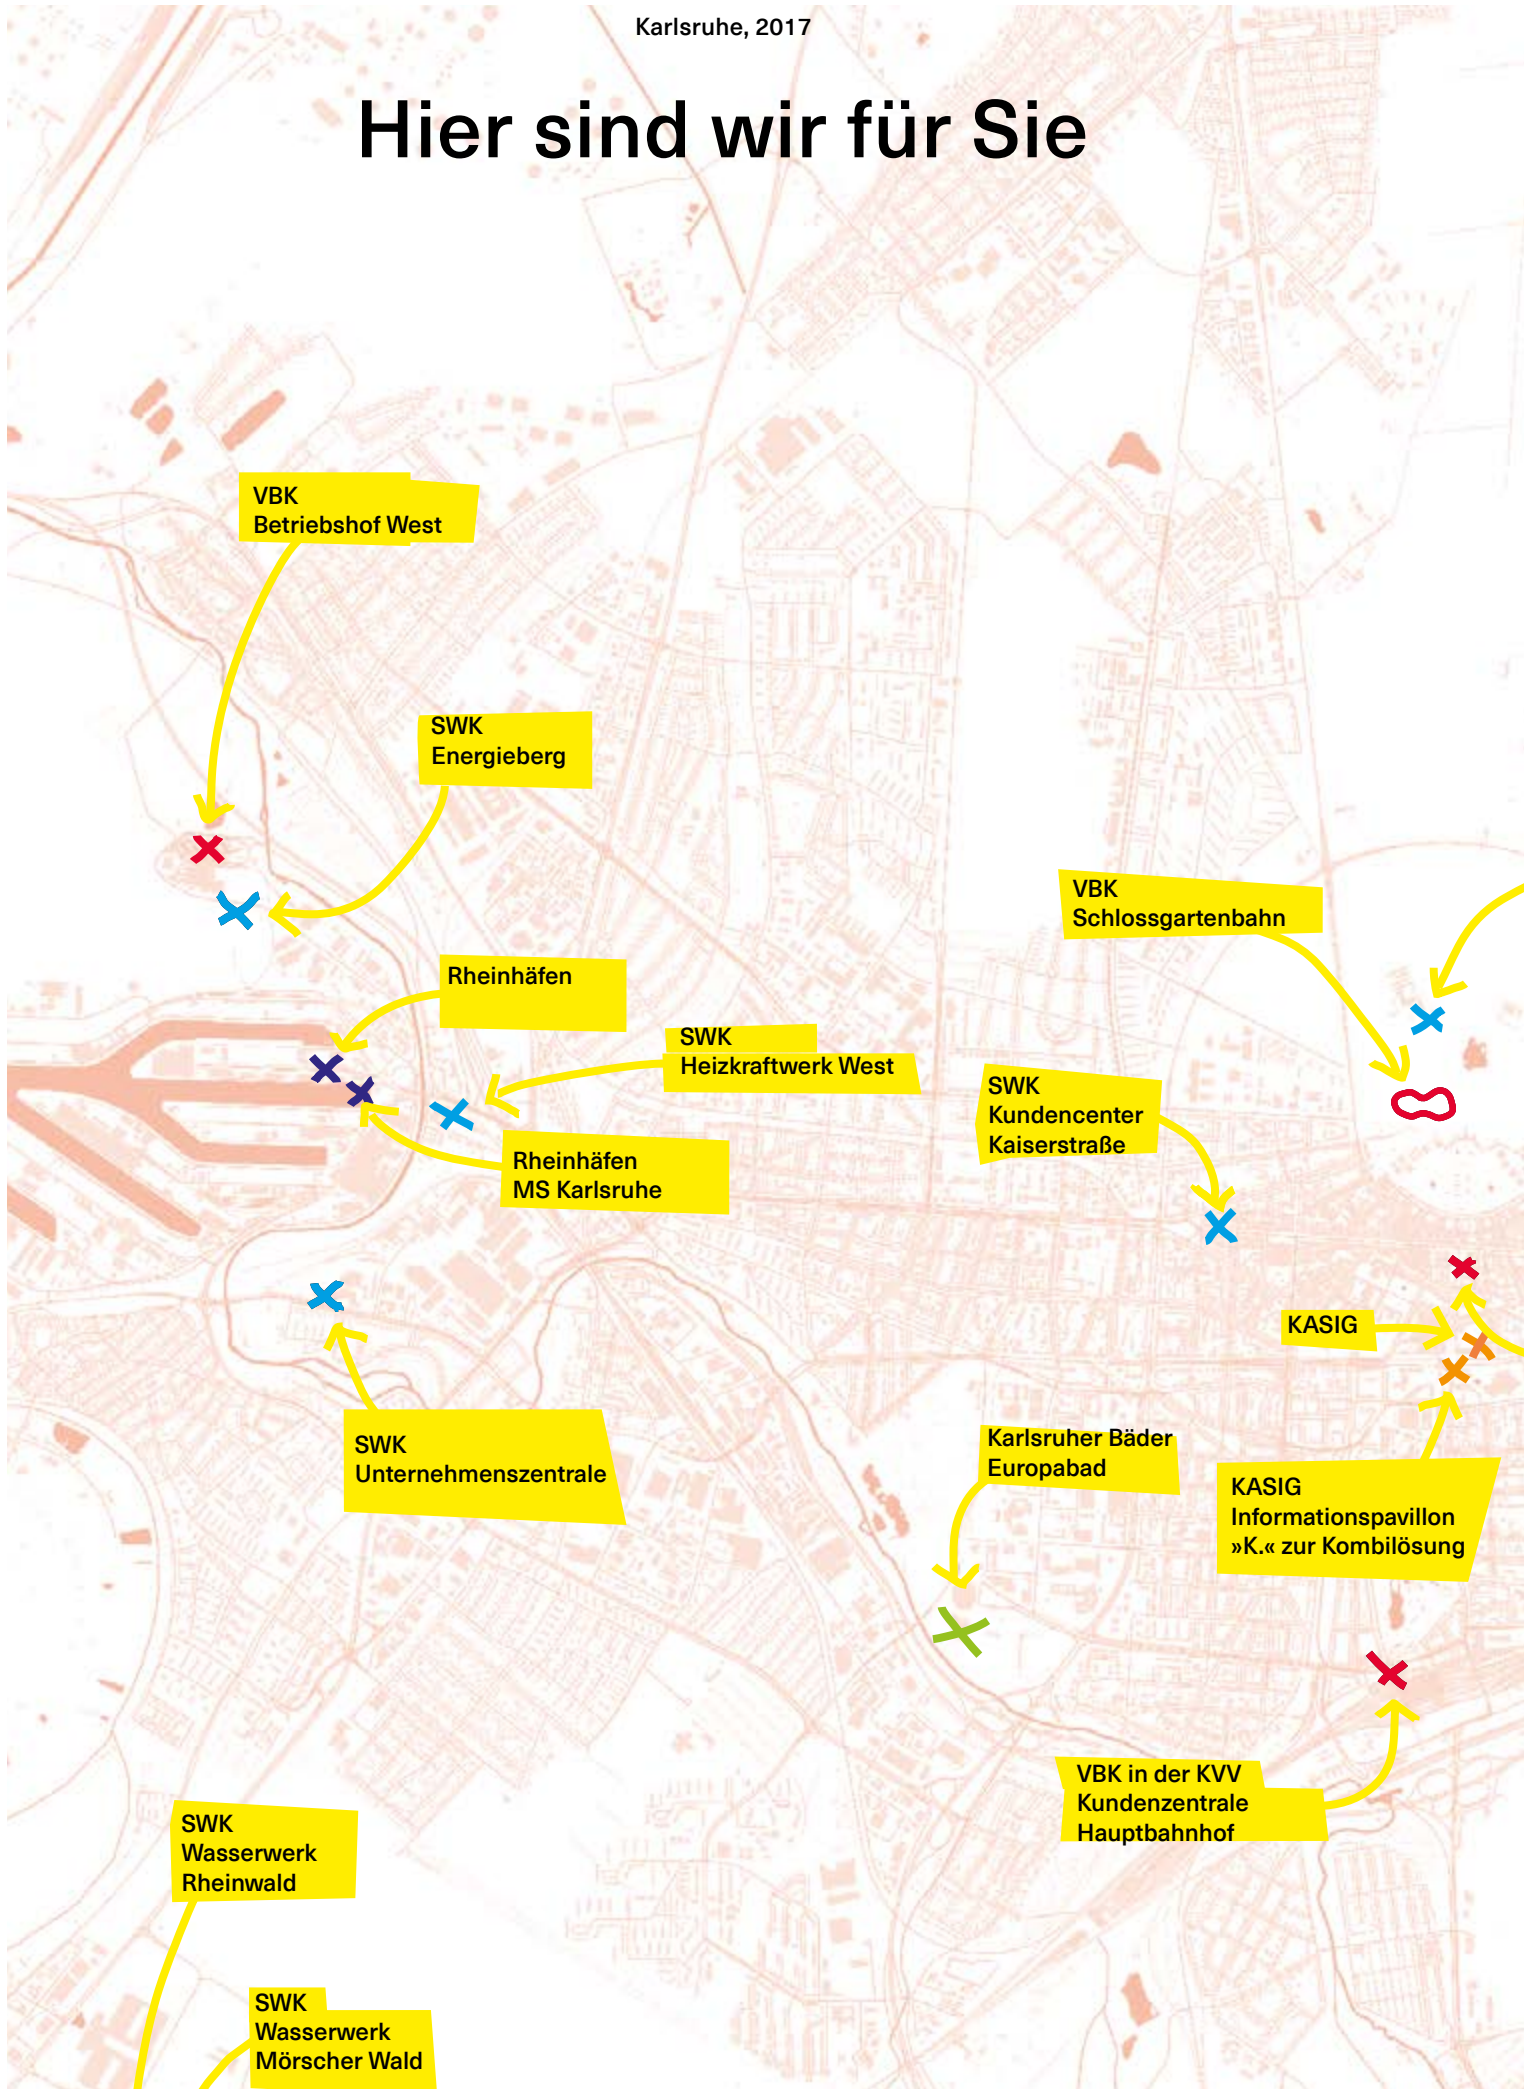 Karlsruhe, 2017
Hier sind wir für Sie
VBK
Betriebshof West
SWK
Energieberg
VBK
Schlossgartenbahn
Rheinhäfen
SWK
Heizkraftwerk West
SWK
Kundencenter
Kaiserstraße
Rheinhäfen
MS Karlsruhe
KASIG
SWK
Unternehmenszentrale
Karlsruher Bäder
Europabad
KASIG
Informationspavillon
»K.« zur Kombilösung
VBK in der KVV
Kundenzentrale
Hauptbahnhof
SWK
Wasserwerk
Rheinwald
SWK
Wasserwerk
Mörscher Wald